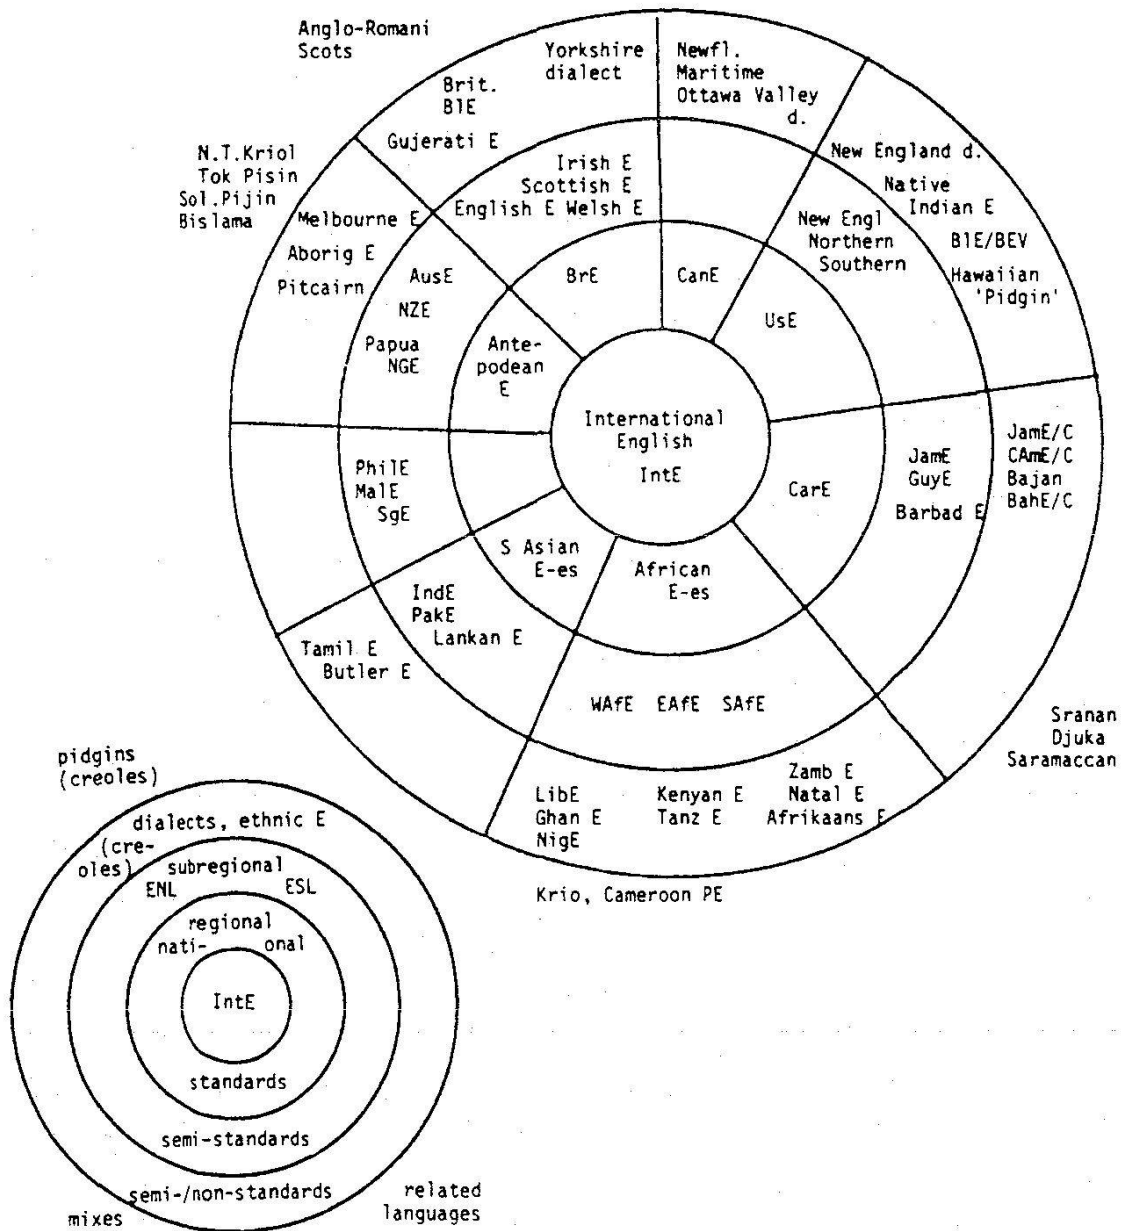 Anglo-Romani
Scots
Yorkshire
dialect
Brit.
BlE
Gujerati E
Newfl.
Maritime
Ottawa Valley
d.
New England d.
Native
Indian E
BlE/BEV
Hawaiian
'Pidgin'
N.T.Kriol
Tok Pisin
Sol.Pijin
Bislama
Melbourne E
Aborig E
Pitcairn
Irish E
Scottish E
English E Welsh E
New Engl
Northern
Southern
AusE
NZE
Papua
NGE
BrE
CanE
UsE
Ante-
podean
E
International
English
IntE
CarE
JamE
GuyE
Barbad E
JamE/C
CAmE/C
Bajan
BahE/C
PhilE
MalE
SgE
S Asian
E-es
African
E-es
IndE
PakE
Lankan E
Tamil E
Butler E
WAfE EAfE SAfE
LibE
Ghan E
NigE
Kenyan E
Tanz E
Zamb E
Natal E
Afrikaans E
Sranan
Djuka
Saramaccan
Krio, Cameroon PE
pidgins
(creoles)
dialects, ethnic E
(cre-
oles)
subregional
ENL ESL
regional
nati- onal
IntE
standards
semi-standards
semi-/non-standards
mixes
related
languages